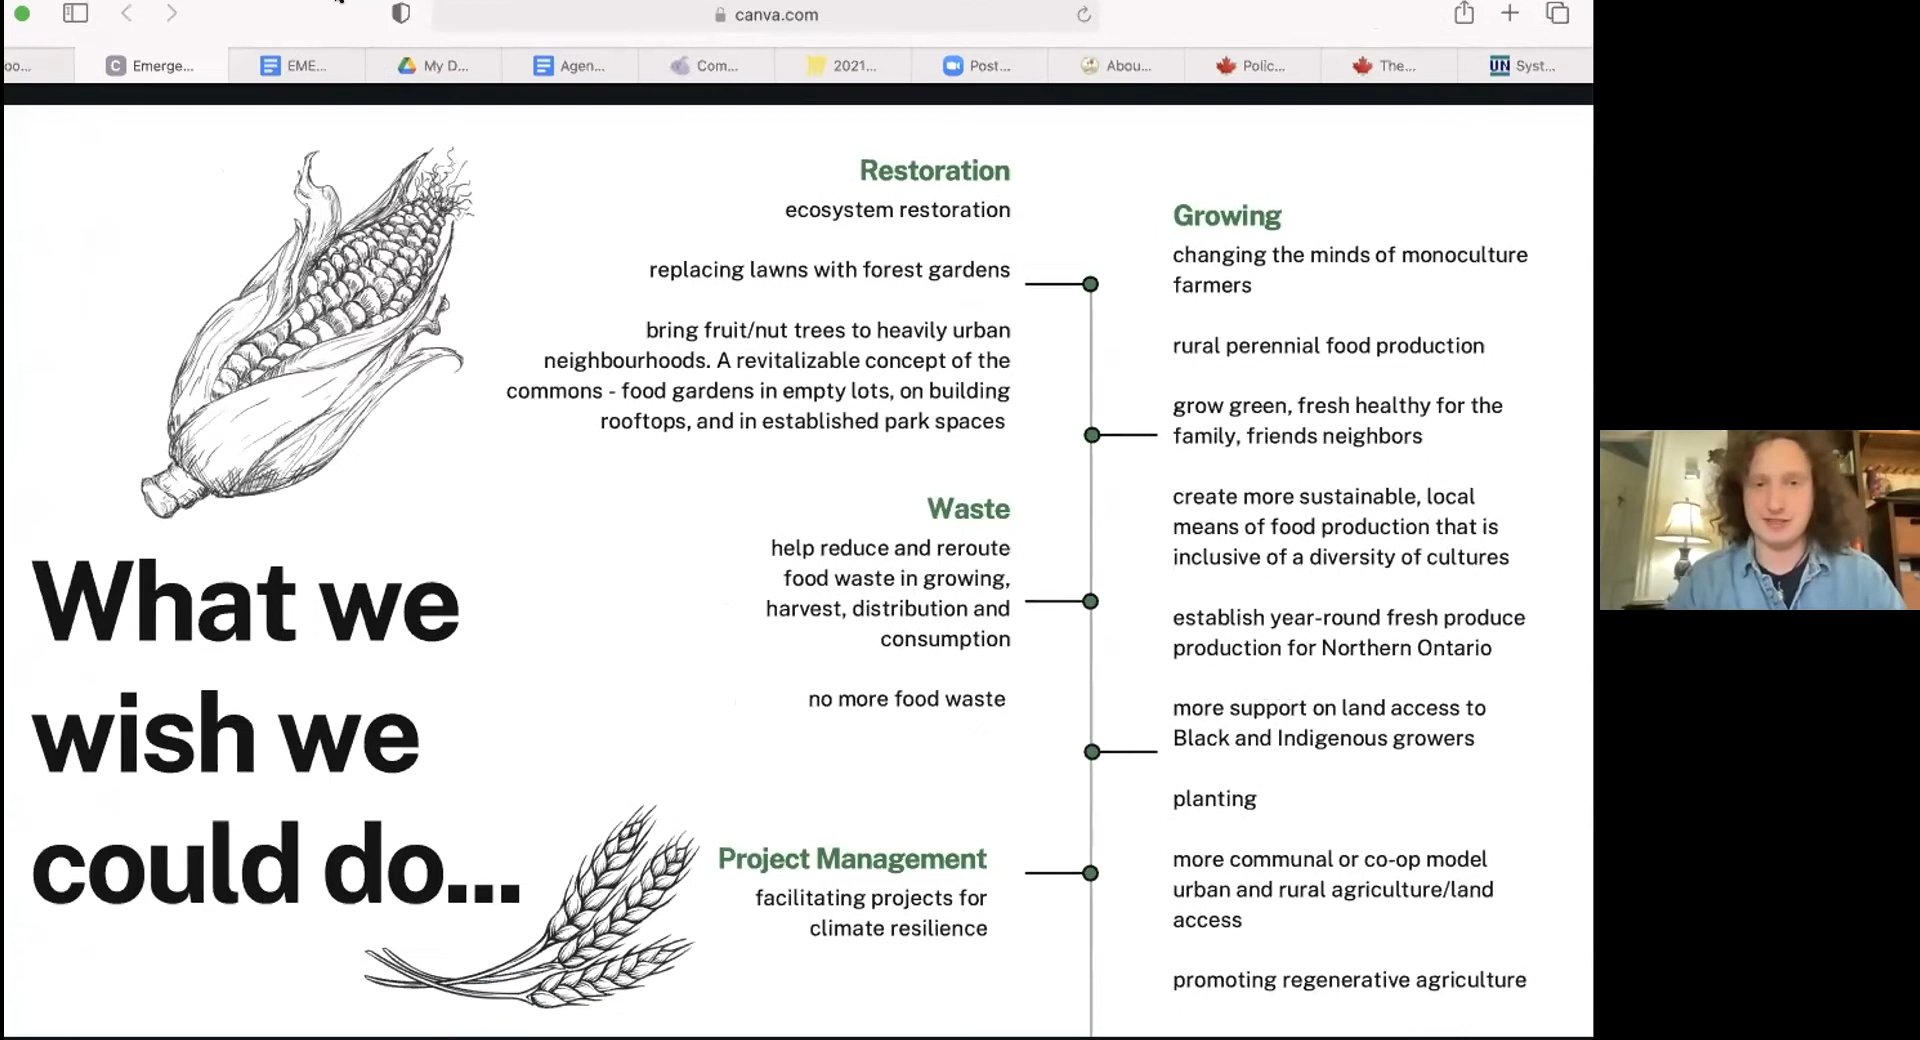 canva.com
oo...
Emerge...
EME...
My D...
Agen...
Com...
2021...
Post...
Abou...
Polic...
The...
UN Syst...
What we
wish we
could do...
Restoration
ecosystem restoration
replacing lawns with forest gardens
bring fruit/nut trees to heavily urban
neighbourhoods. A revitalizable concept of the
commons - food gardens in empty lots, on building
rooftops, and in established park spaces
Waste
help reduce and reroute
food waste in growing,
harvest, distribution and
consumption
no more food waste
Project Management
facilitating projects for
climate resilience
Growing
changing the minds of monoculture
farmers
rural perennial food production
grow green, fresh healthy for the
family, friends neighbors
create more sustainable, local
means of food production that is
inclusive of a diversity of cultures
establish year-round fresh produce
production for Northern Ontario
more support on land access to
Black and Indigenous growers
planting
more communal or co-op model
urban and rural agriculture/land
access
promoting regenerative agriculture